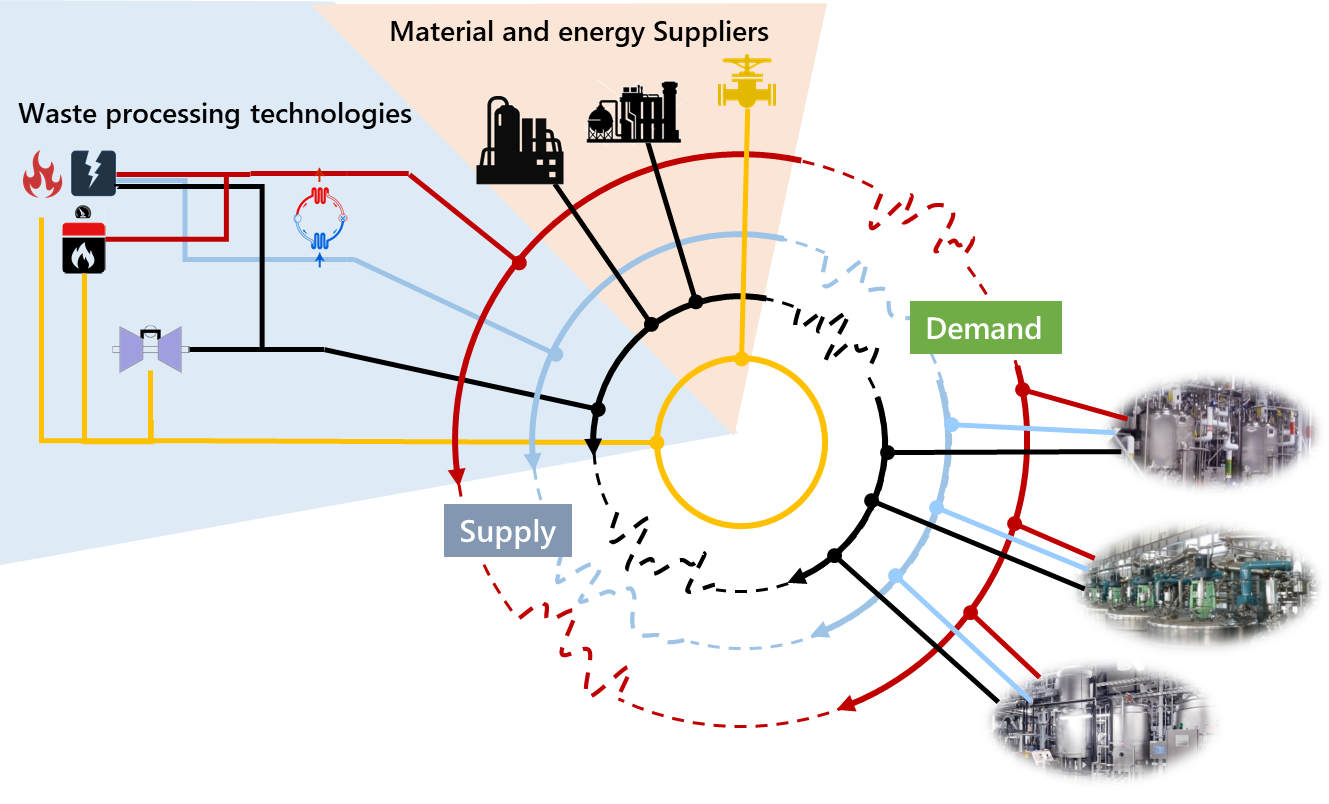 Material and energy Suppliers
Waste processing technologies
Demand
Supply